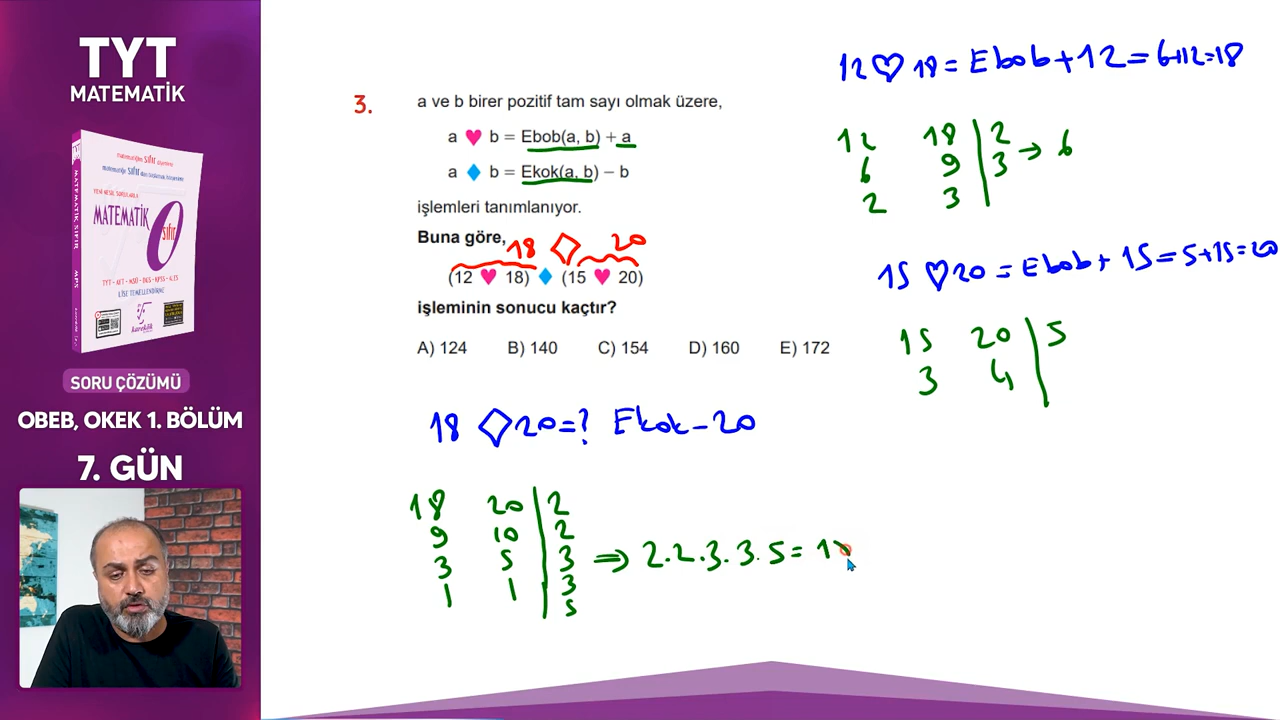 TYT
MATEMATİK
MATEMATİK
sıfır
SORU ÇÖZÜMÜ
OBEB, OKEK 1. BÖLÜM
7. GÜN
3.
a ve b birer pozitif tam sayı olmak üzere,
a ♥ b = Ebob(a, b) + a
a ◆ b = Ekok(a, b) − b
işlemleri tanımlanıyor.
Buna göre,
18 ◇ 20
(12 ♥ 18) ◆ (15 ♥ 20)
işleminin sonucu kaçtır?
A) 124 B) 140 C) 154 D) 160 E) 172
12 ♡ 18 = Ebob + 12 = 6+12=18
12 18 | 2
6 9 | 3 → 6
2 3 |
15 ♡ 20 = Ebob + 15 = 5+15=20
15 20 | 5
3 4 |
18 ◇ 20 = ? Ekok − 20
18 20 | 2
9 10 | 2
3 5 | 3 ⇒ 2.2.3.3.5 = 1
1 1 | 3
5